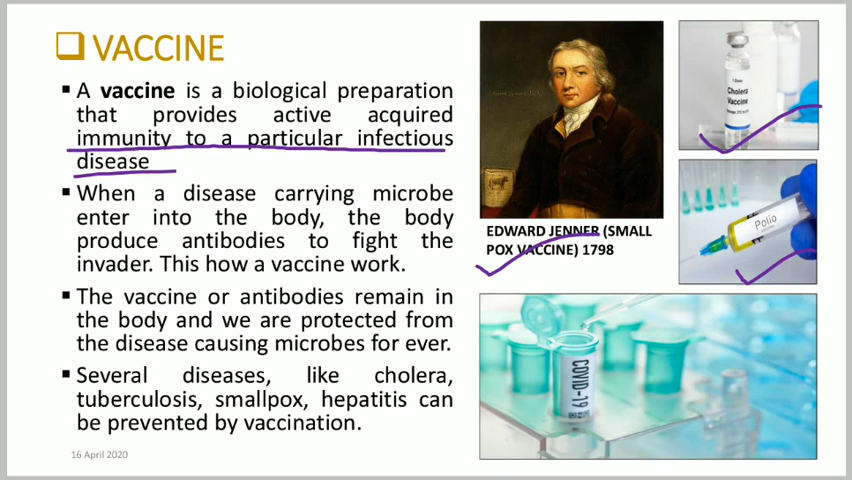 VACCINE
A vaccine is a biological preparation
that provides active acquired
immunity to a particular infectious
disease
When a disease carrying microbe
enter into the body, the body
produce antibodies to fight the
invader. This how a vaccine work.
The vaccine or antibodies remain in
the body and we are protected from
the disease causing microbes for ever.
Several diseases, like cholera,
tuberculosis, smallpox, hepatitis can
be prevented by vaccination.
16 April 2020
EDWARD JENNER (SMALL
POX VACCINE) 1798
Cholera
Vaccine
Polio
COVID-19